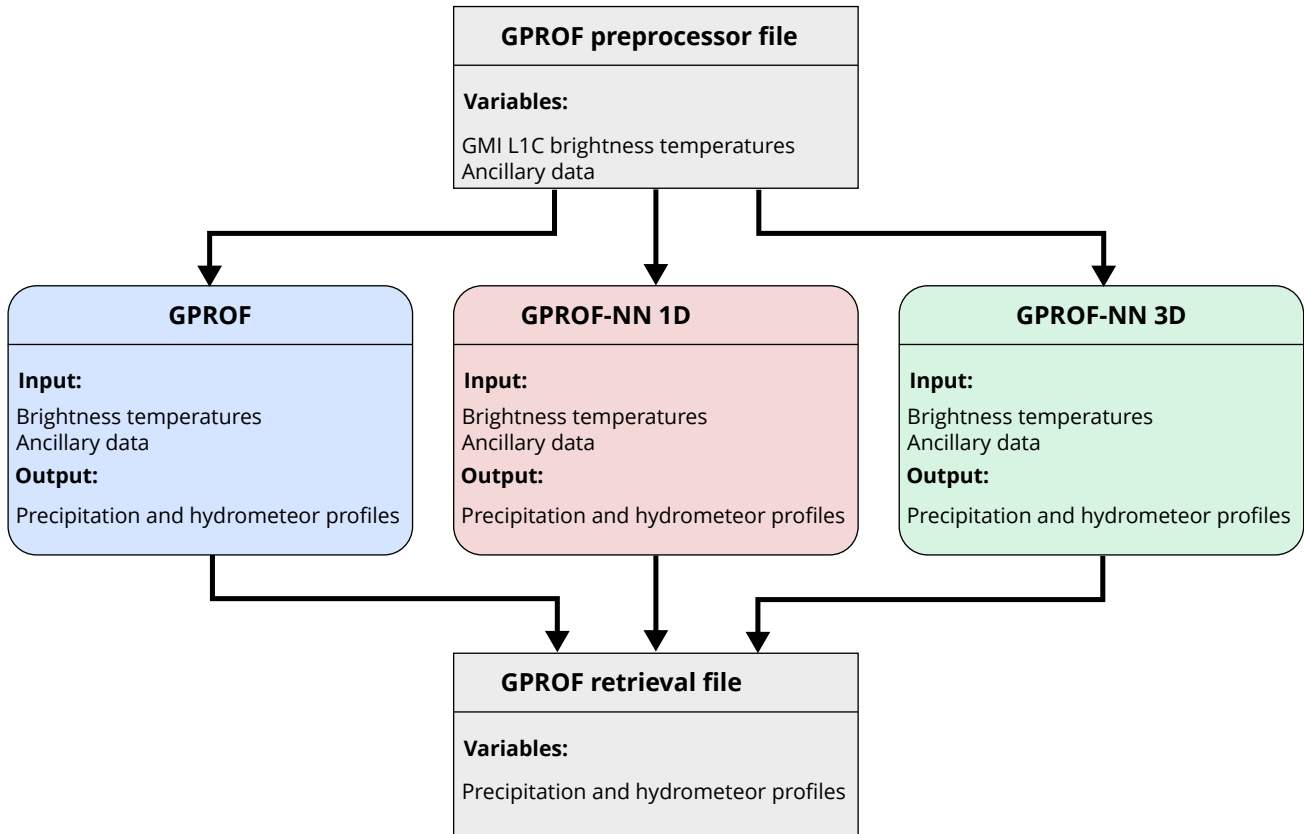 GPROF preprocessor file
Variables:
GMI L1C brightness temperatures
Ancillary data
GPROF
Input:
Brightness temperatures
Ancillary data
Output:
Precipitation and hydrometeor profiles
GPROF-NN 1D
Input:
Brightness temperatures
Ancillary data
Output:
Precipitation and hydrometeor profiles
GPROF-NN 3D
Input:
Brightness temperatures
Ancillary data
Output:
Precipitation and hydrometeor profiles
GPROF retrieval file
Variables:
Precipitation and hydrometeor profiles